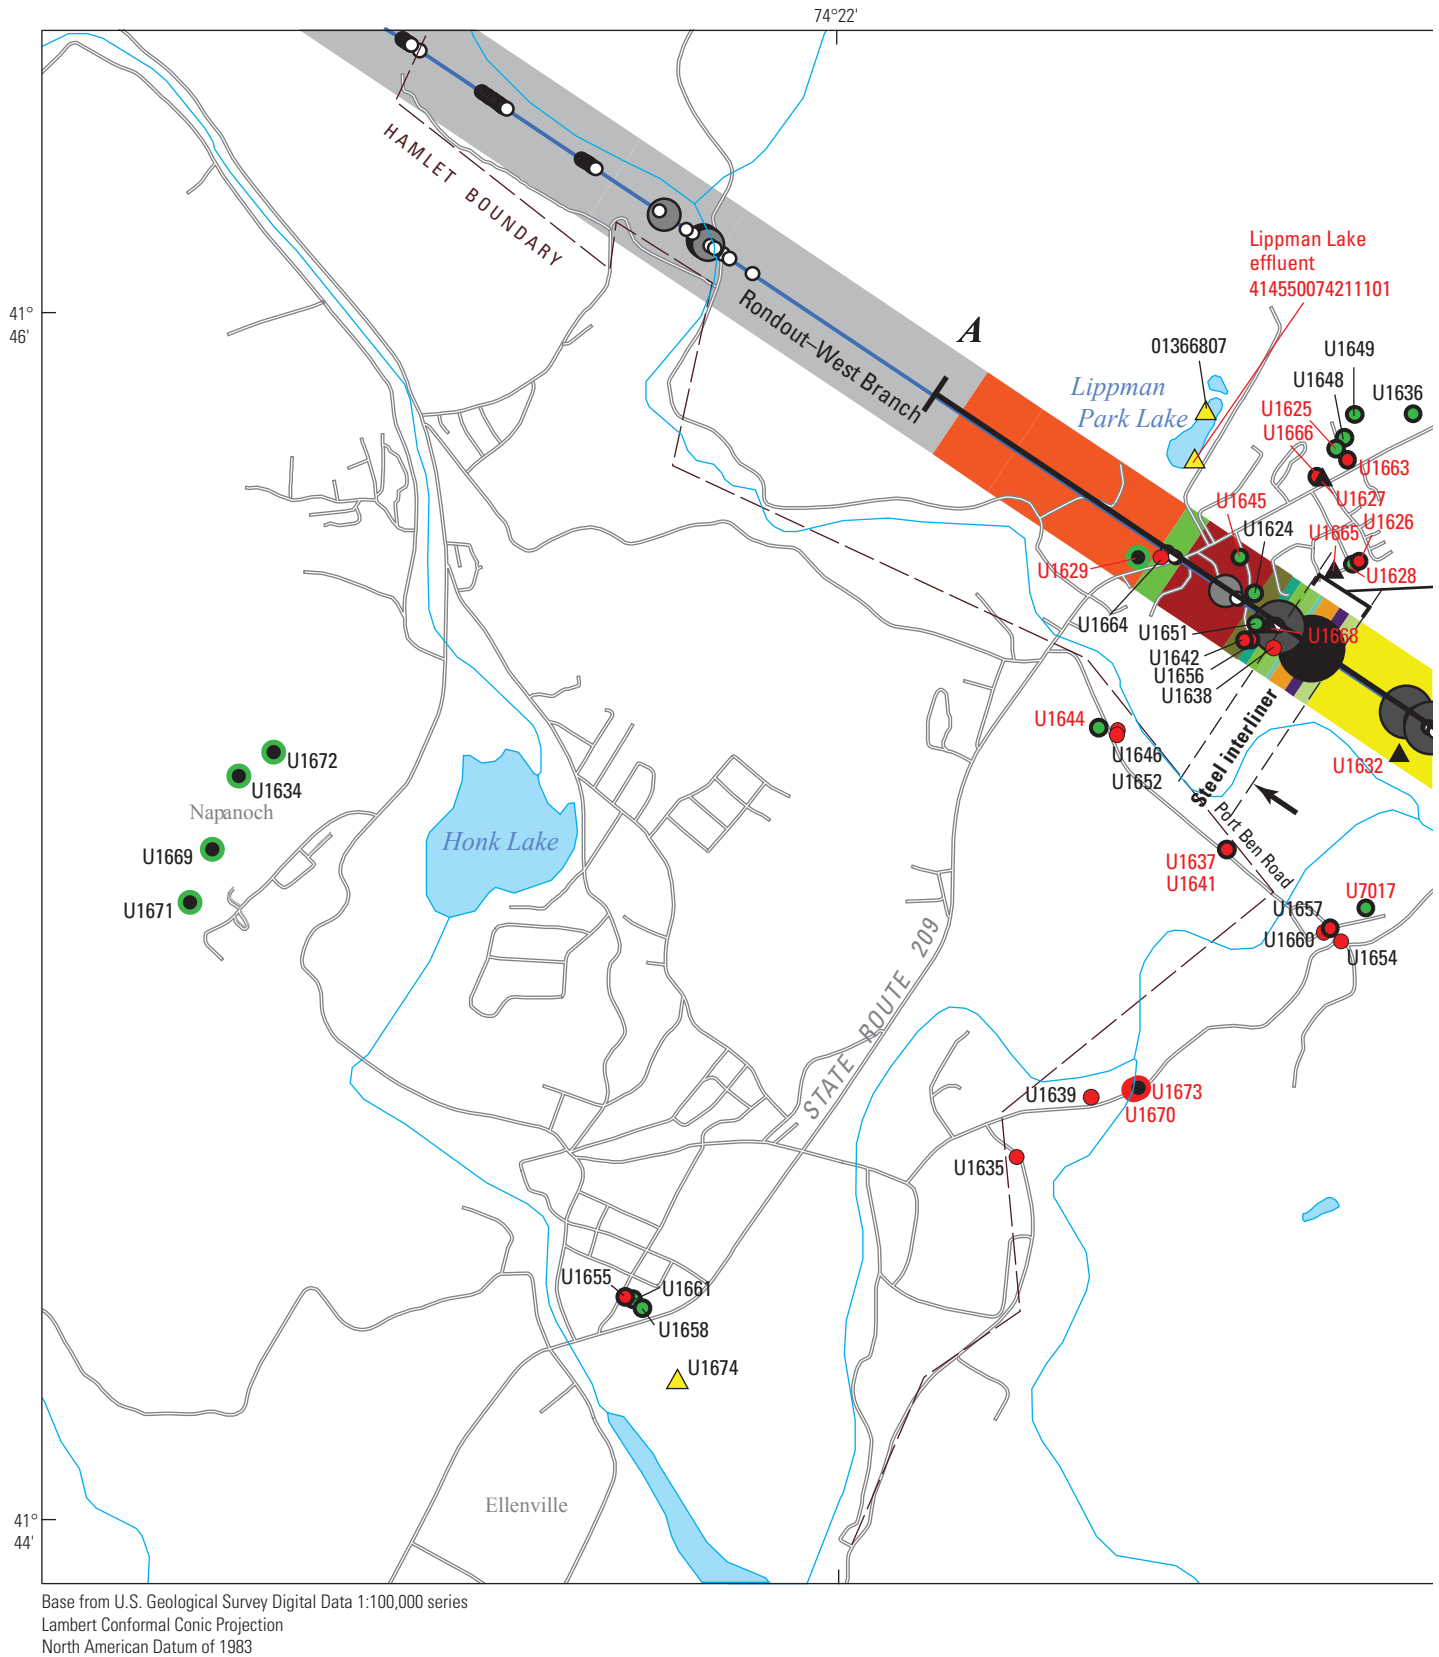 74°22'
HAMLET BOUNDARY
41°
46'
Rondout–West Branch
A
Lippman Lake
effluent
414550074211101
01366807
Lippman
Park Lake
U1649
U1648
U1636
U1625
U1666
U1663
U1627
U1645
U1624
U1665
U1626
U1629
U1628
U1664
U1651
U1668
U1642
U1656
U1638
U1644
U1646
U1652
Steel interliner
U1632
U1672
U1634
Napanoch
U1669
U1671
Honk Lake
Port Ben Road
U1637
U1641
U7017
U1657
U1660
U1654
STATE ROUTE 209
U1639
U1673
U1670
U1635
U1655
U1661
U1658
U1674
Ellenville
41°
44'
Base from U.S. Geological Survey Digital Data 1:100,000 series
Lambert Conformal Conic Projection
North American Datum of 1983